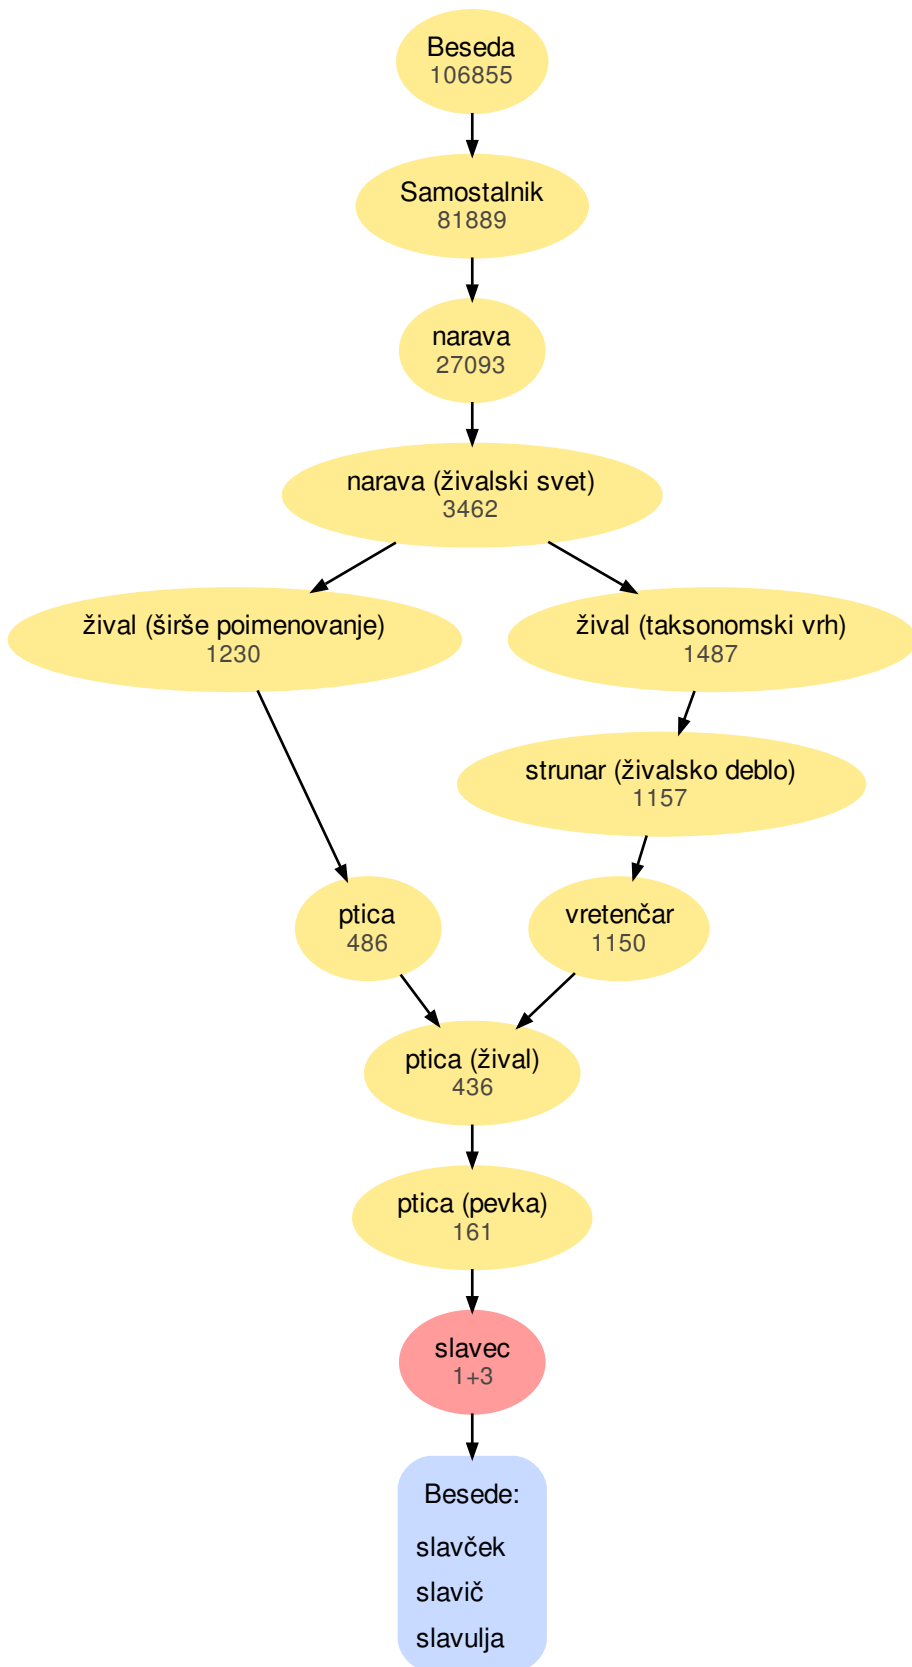 Beseda
106855
Samostalnik
81889
narava
27093
narava (živalski svet)
3462
žival (širše poimenovanje)
1230
žival (taksonomski vrh)
1487
strunar (živalsko deblo)
1157
ptica
486
vretenčar
1150
ptica (žival)
436
ptica (pevka)
161
slavec
1+3
Besede:
slavček
slavič
slavulja